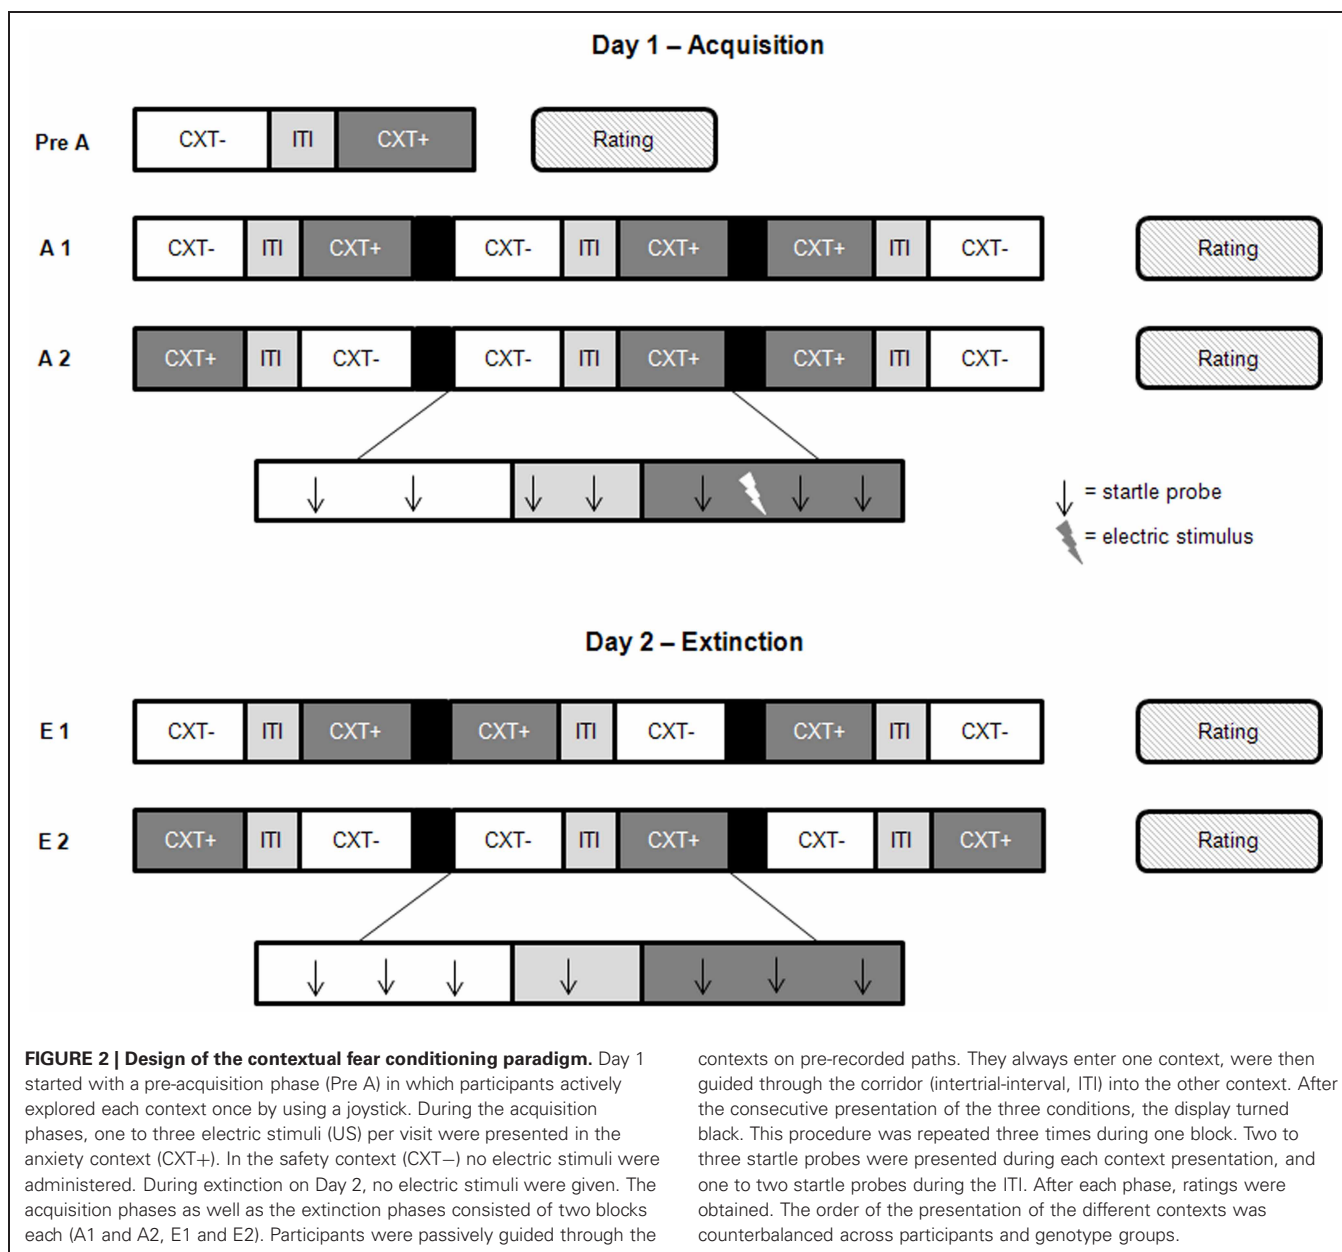 Day 1 – Acquisition
Pre A CXT- ITI CXT+ Rating
A 1 CXT- ITI CXT+ CXT- ITI CXT+ CXT+ ITI CXT- Rating
A 2 CXT+ ITI CXT- CXT- ITI CXT+ CXT+ ITI CXT- Rating
= startle probe
= electric stimulus
Day 2 – Extinction
E 1 CXT- ITI CXT+ CXT+ ITI CXT- CXT+ ITI CXT- Rating
E 2 CXT+ ITI CXT- CXT- ITI CXT+ CXT- ITI CXT+ Rating
FIGURE 2 | Design of the contextual fear conditioning paradigm. Day 1
started with a pre-acquisition phase (Pre A) in which participants actively
explored each context once by using a joystick. During the acquisition
phases, one to three electric stimuli (US) per visit were presented in the
anxiety context (CXT+). In the safety context (CXT−) no electric stimuli were
administered. During extinction on Day 2, no electric stimuli were given. The
acquisition phases as well as the extinction phases consisted of two blocks
each (A1 and A2, E1 and E2). Participants were passively guided through the
contexts on pre-recorded paths. They always enter one context, were then
guided through the corridor (intertrial-interval, ITI) into the other context. After
the consecutive presentation of the three conditions, the display turned
black. This procedure was repeated three times during one block. Two to
three startle probes were presented during each context presentation, and
one to two startle probes during the ITI. After each phase, ratings were
obtained. The order of the presentation of the different contexts was
counterbalanced across participants and genotype groups.